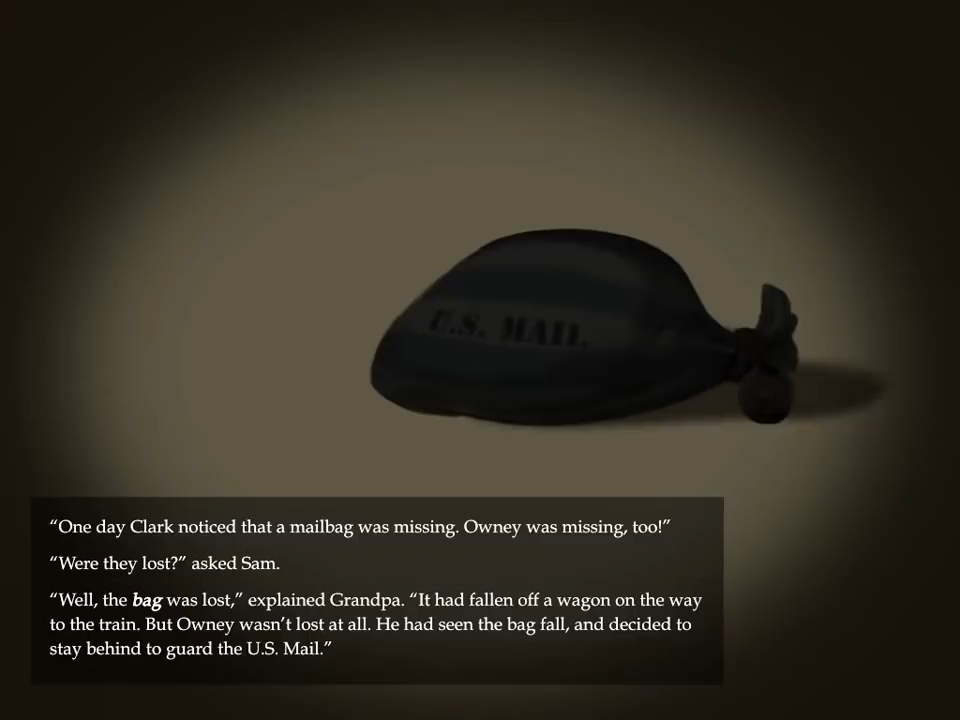 U.S. MAIL
“One day Clark noticed that a mailbag was missing. Owney was missing, too!”
“Were they lost?” asked Sam.
“Well, the bag was lost,” explained Grandpa. “It had fallen off a wagon on the way
to the train. But Owney wasn’t lost at all. He had seen the bag fall, and decided to
stay behind to guard the U.S. Mail.”